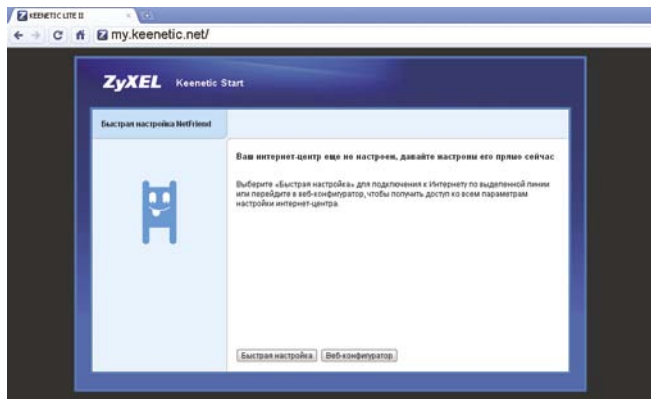 KEENETIC LITE II
my.keenetic.net/
ZyXEL Keenetic Start
Быстрая настройка NetFriend
Ваш интернет-центр еще не настроен, давайте настроим его прямо сейчас
Выберите «Быстрая настройка» для подключения к Интернету по выделенной линии
или перейдите в веб-конфигуратор, чтобы получить доступ ко всем параметрам
настройки интернет-центра.
Быстрая настройка Веб-конфигуратор